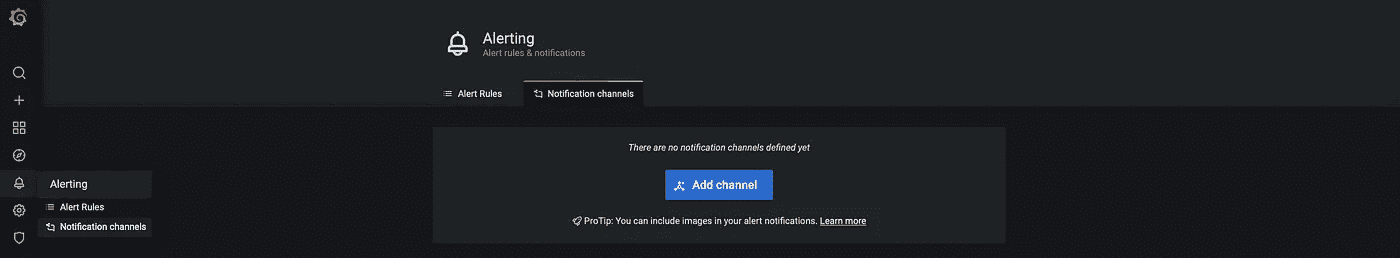 Alerting
Alert rules & notifications
Alert Rules
Notification channels
There are no notification channels defined yet
Add channel
ProTip: You can include images in your alert notifications. Learn more
Alerting
Alert Rules
Notification channels